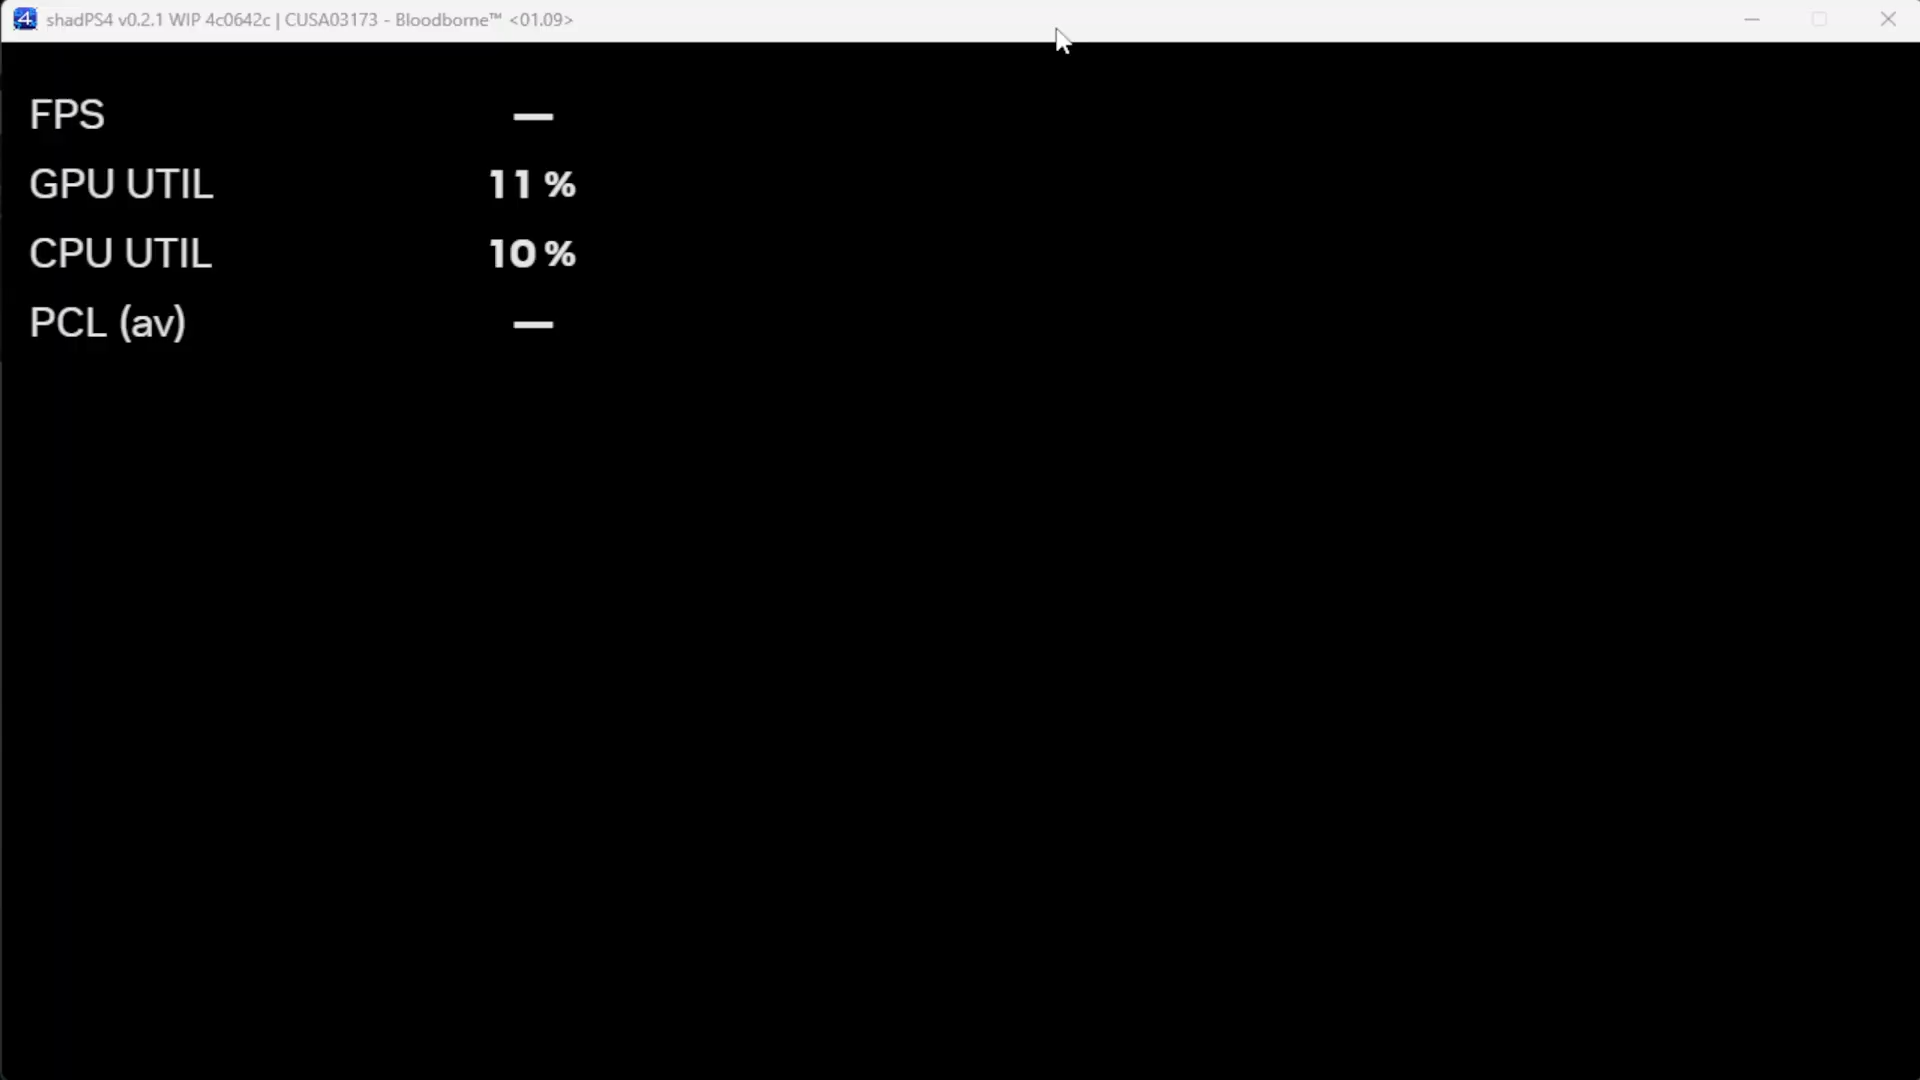 4 shadPS4 v0.2.1 WIP 4c0642c | CUSA03173 - Bloodborne™ <01.09>
FPS —
GPU UTIL 11 %
CPU UTIL 10 %
PCL (av) —